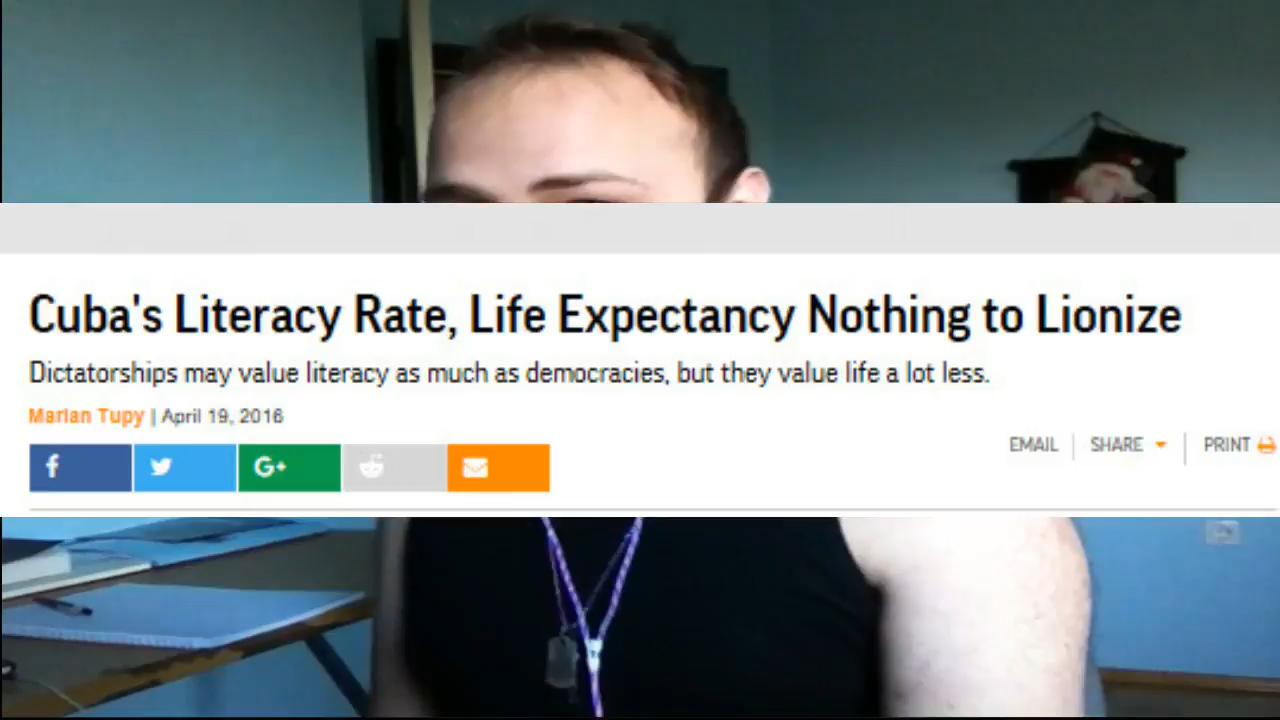 Cuba's Literacy Rate, Life Expectancy Nothing to Lionize
Dictatorships may value literacy as much as democracies, but they value life a lot less.
Marian Tupy | April 19, 2016
EMAIL SHARE PRINT
f G+